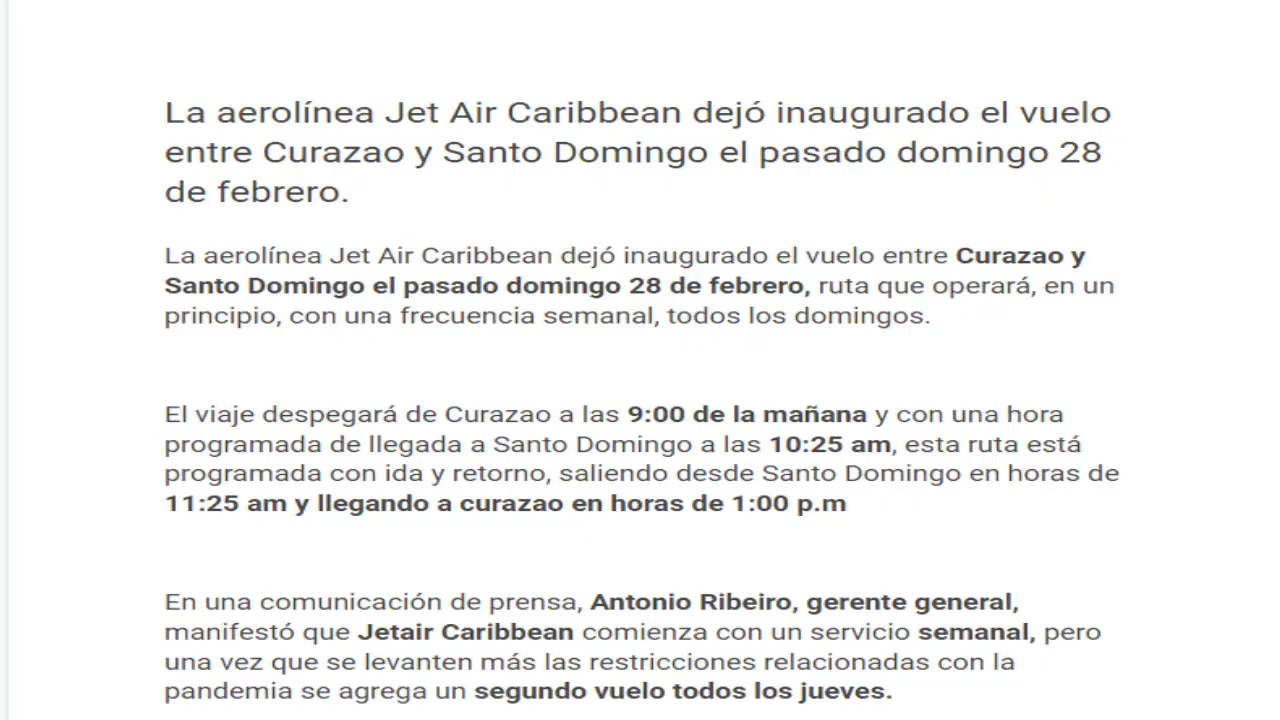 La aerolínea Jet Air Caribbean dejó inaugurado el vuelo
entre Curazao y Santo Domingo el pasado domingo 28
de febrero.
La aerolínea Jet Air Caribbean dejó inaugurado el vuelo entre Curazao y
Santo Domingo el pasado domingo 28 de febrero, ruta que operará, en un
principio, con una frecuencia semanal, todos los domingos.
El viaje despegará de Curazao a las 9:00 de la mañana y con una hora
programada de llegada a Santo Domingo a las 10:25 am, esta ruta está
programada con ida y retorno, saliendo desde Santo Domingo en horas de
11:25 am y llegando a curazao en horas de 1:00 p.m
En una comunicación de prensa, Antonio Ribeiro, gerente general,
manifestó que Jetair Caribbean comienza con un servicio semanal, pero
una vez que se levanten más las restricciones relacionadas con la
pandemia se agrega un segundo vuelo todos los jueves.